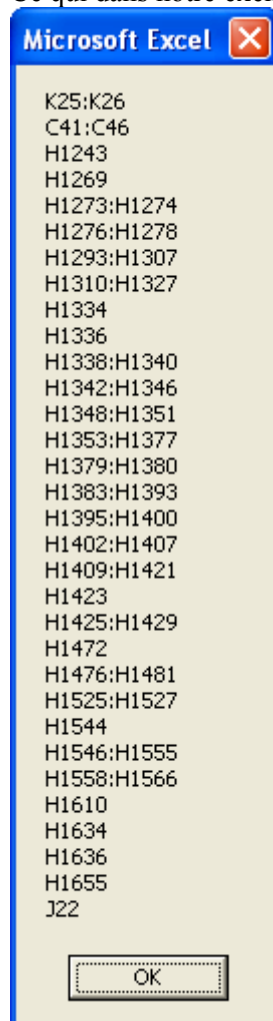 Microsoft Excel
K25:K26
C41:C46
H1243
H1269
H1273:H1274
H1276:H1278
H1293:H1307
H1310:H1327
H1334
H1336
H1338:H1340
H1342:H1346
H1348:H1351
H1353:H1377
H1379:H1380
H1383:H1393
H1395:H1400
H1402:H1407
H1409:H1421
H1423
H1425:H1429
H1472
H1476:H1481
H1525:H1527
H1544
H1546:H1555
H1558:H1566
H1610
H1634
H1636
H1655
J22
OK